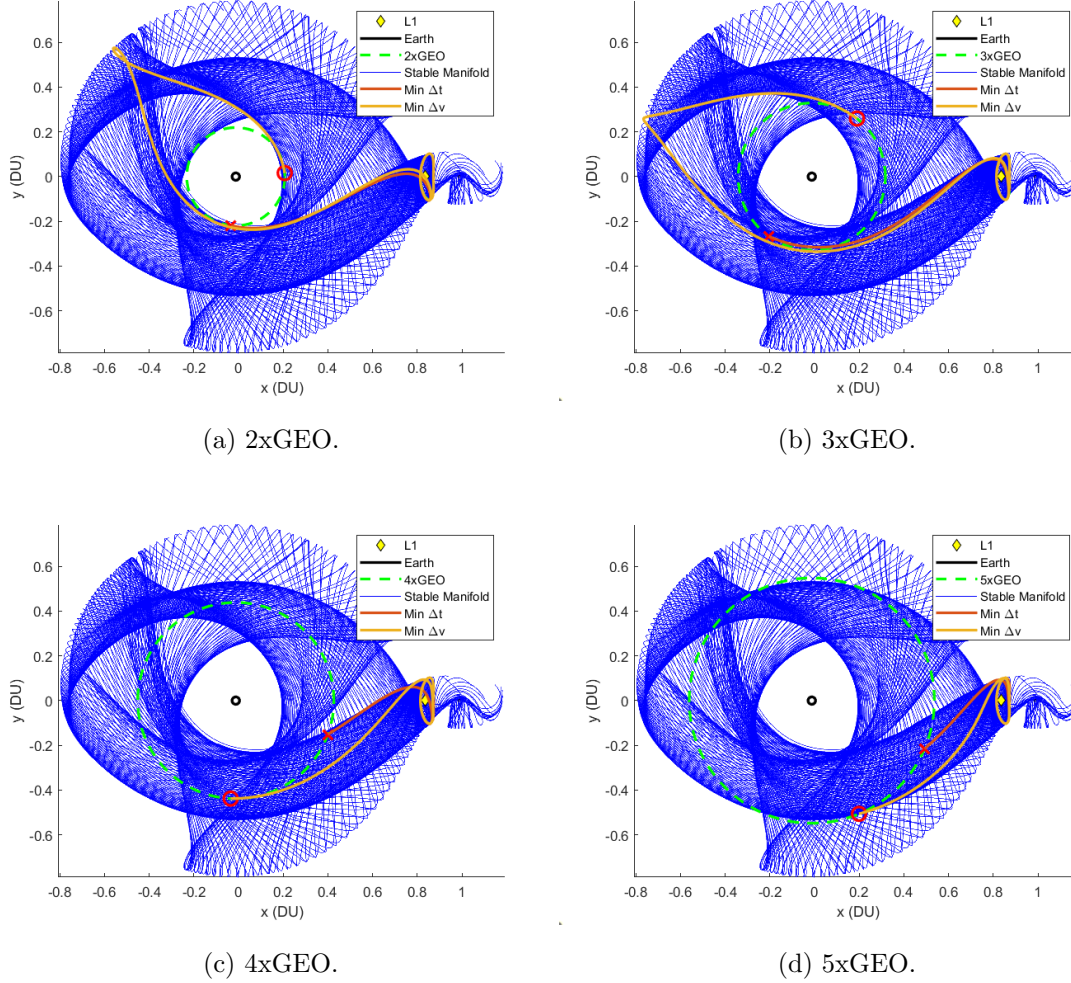 L1
Earth
2xGEO
Stable Manifold
Min Δt
Min Δv
0.6
0.4
0.2
0
-0.2
-0.4
-0.6
y (DU)
-0.8 -0.6 -0.4 -0.2 0 0.2 0.4 0.6 0.8 1
x (DU)
(a) 2xGEO.
L1
Earth
3xGEO
Stable Manifold
Min Δt
Min Δv
0.6
0.4
0.2
0
-0.2
-0.4
-0.6
y (DU)
-0.8 -0.6 -0.4 -0.2 0 0.2 0.4 0.6 0.8 1
x (DU)
(b) 3xGEO.
L1
Earth
4xGEO
Stable Manifold
Min Δt
Min Δv
0.6
0.4
0.2
0
-0.2
-0.4
-0.6
y (DU)
-0.8 -0.6 -0.4 -0.2 0 0.2 0.4 0.6 0.8 1
x (DU)
(c) 4xGEO.
L1
Earth
5xGEO
Stable Manifold
Min Δt
Min Δv
0.6
0.4
0.2
0
-0.2
-0.4
-0.6
y (DU)
-0.8 -0.6 -0.4 -0.2 0 0.2 0.4 0.6 0.8 1
x (DU)
(d) 5xGEO.